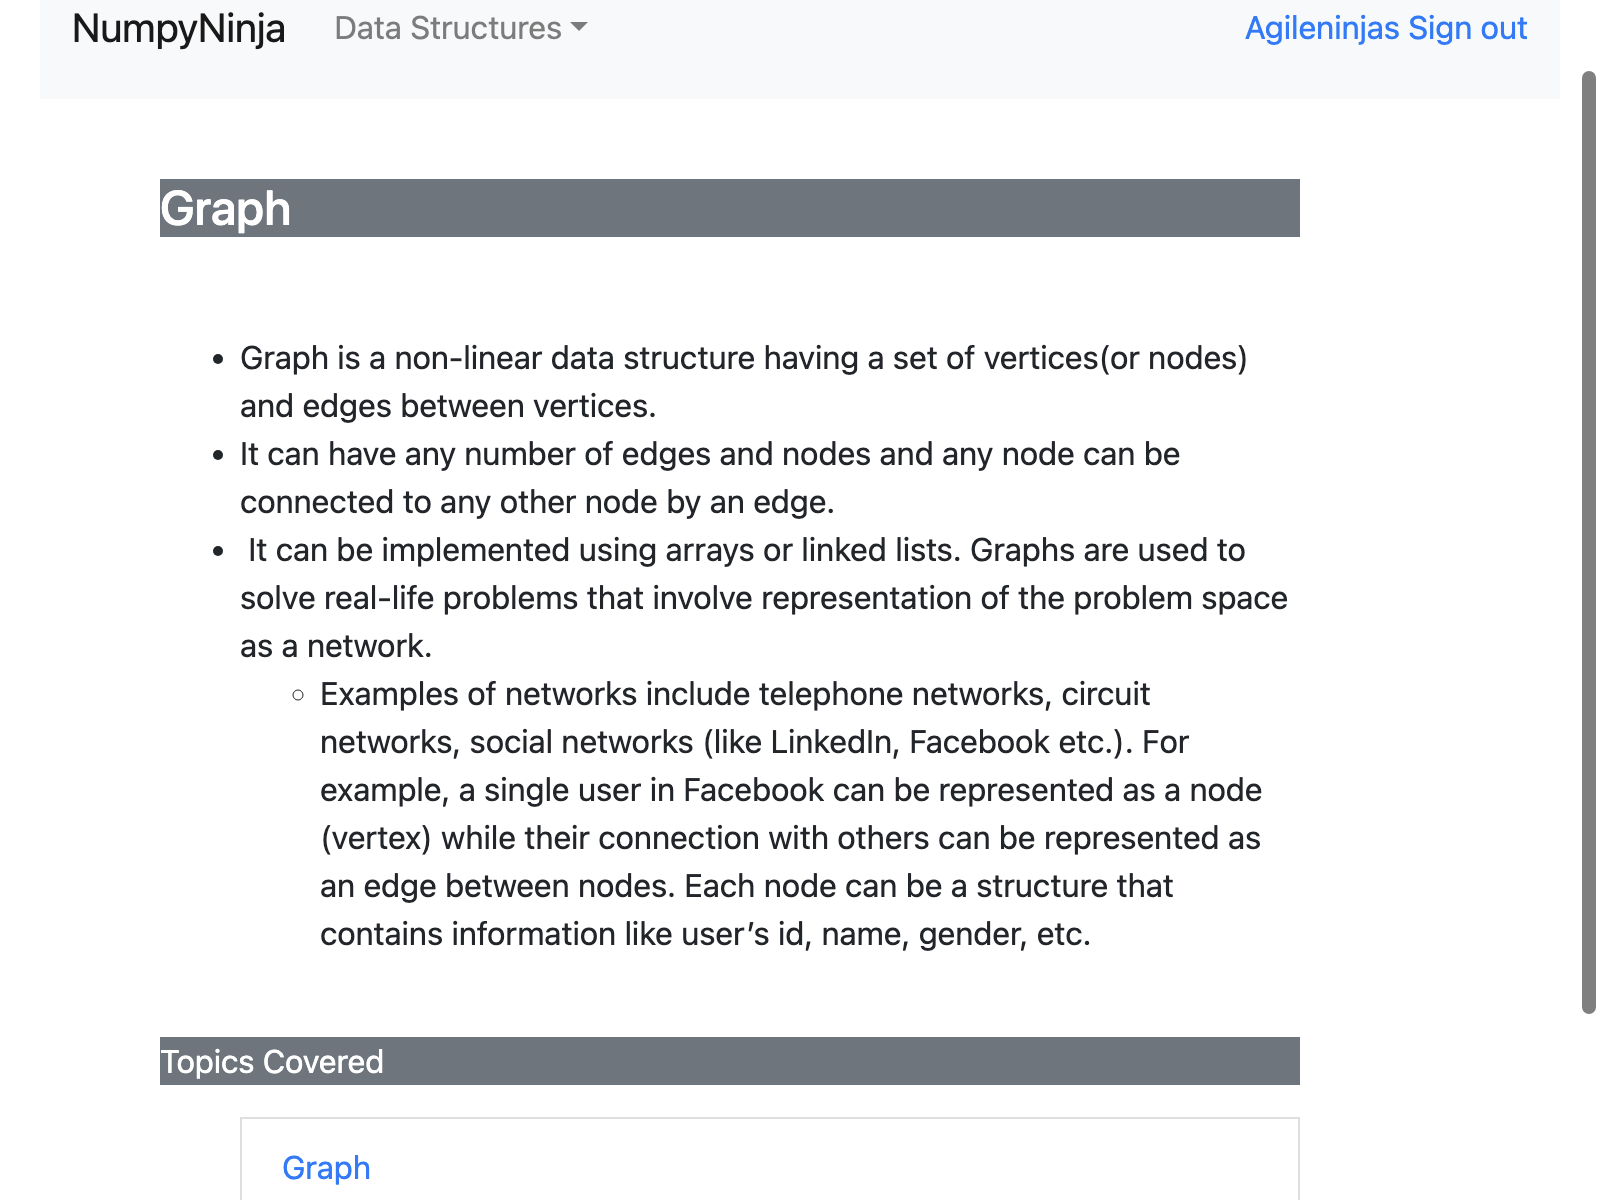 NumpyNinja Data Structures Agileninjas Sign out
Graph
• Graph is a non-linear data structure having a set of vertices(or nodes)
and edges between vertices.
• It can have any number of edges and nodes and any node can be
connected to any other node by an edge.
• It can be implemented using arrays or linked lists. Graphs are used to
solve real-life problems that involve representation of the problem space
as a network.
◦ Examples of networks include telephone networks, circuit
networks, social networks (like LinkedIn, Facebook etc.). For
example, a single user in Facebook can be represented as a node
(vertex) while their connection with others can be represented as
an edge between nodes. Each node can be a structure that
contains information like user’s id, name, gender, etc.
Topics Covered
Graph